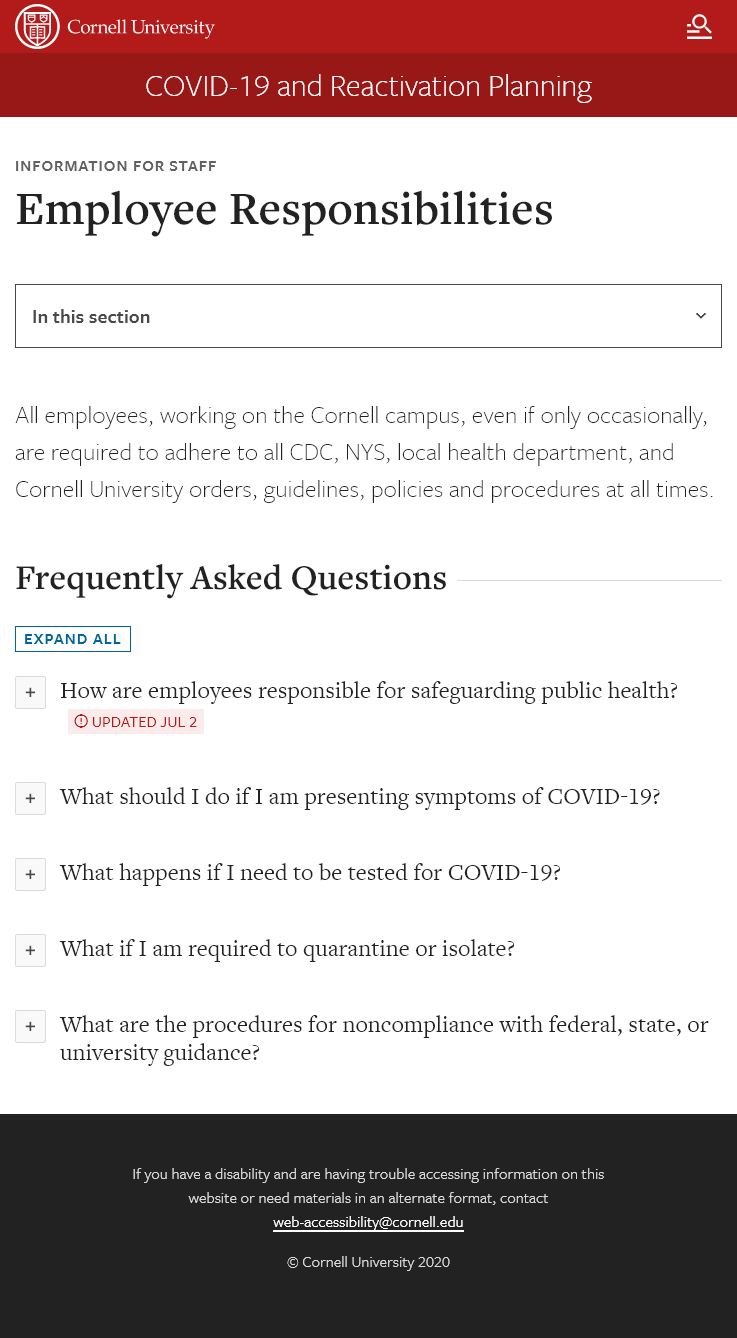 Cornell University
COVID-19 and Reactivation Planning
INFORMATION FOR STAFF
Employee Responsibilities
In this section
All employees, working on the Cornell campus, even if only occasionally,
are required to adhere to all CDC, NYS, local health department, and
Cornell University orders, guidelines, policies and procedures at all times.
Frequently Asked Questions
EXPAND ALL
+ How are employees responsible for safeguarding public health?
UPDATED JUL 2
+ What should I do if I am presenting symptoms of COVID-19?
+ What happens if I need to be tested for COVID-19?
+ What if I am required to quarantine or isolate?
+ What are the procedures for noncompliance with federal, state, or
university guidance?
If you have a disability and are having trouble accessing information on this
website or need materials in an alternate format, contact
web-accessibility@cornell.edu
© Cornell University 2020